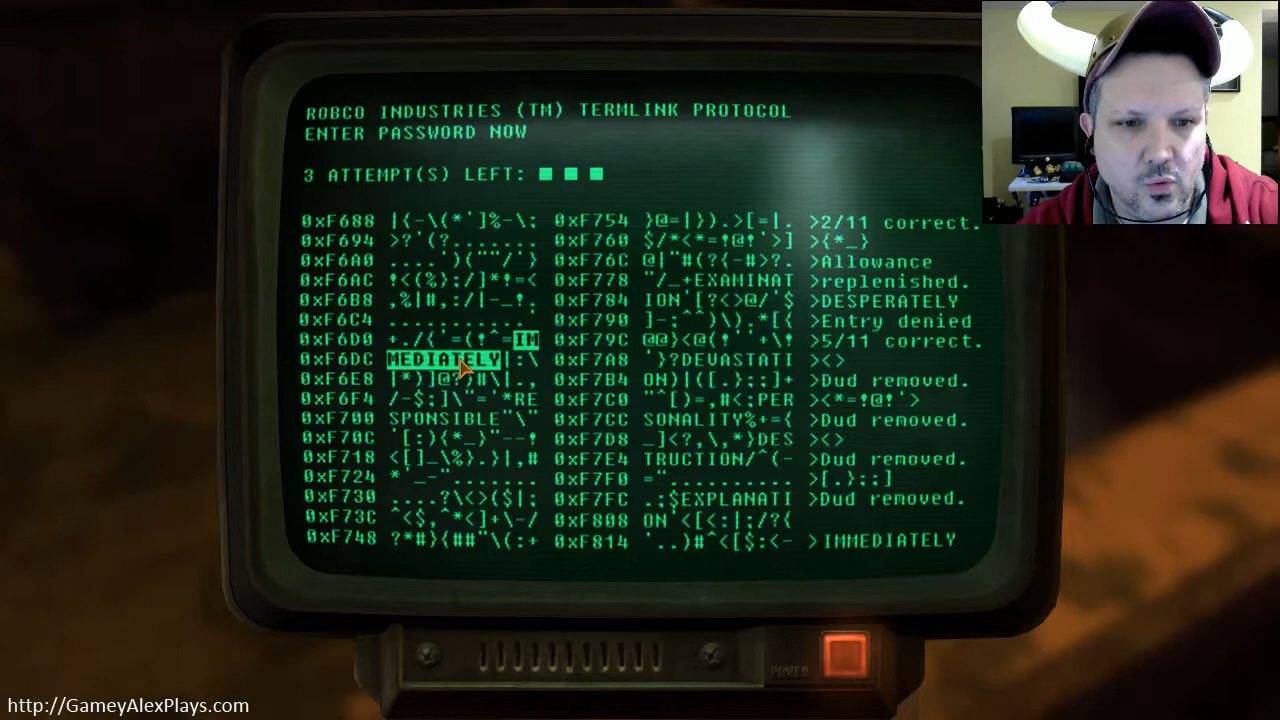 ROBCO INDUSTRIES (TM) TERMLINK PROTOCOL
ENTER PASSWORD NOW
3 ATTEMPT(S) LEFT:
0xF688 |{-\(*']%-\; 0xF754 }@=|}).>[=|. >2/11 correct.
0xF694 >?'(?....... 0xF760 $/*<*=!@!'>] >{*_}
0xF6A0 ....')(""/'} 0xF76C @|"#(?{-#>?. >Allowance
0xF6AC !<(%};/]*!=< 0xF778 "/_+EXAMINAT >replenished.
0xF6B8 ,%|#,:/|-_!. 0xF784 ION'[?<>@/'$ >DESPERATELY
0xF6C4 ............ 0xF790 ]-;^^)\).*[{ >Entry denied
0xF6D0 +./{'=(!^=IM 0xF79C @@}<@(!''+\! >5/11 correct.
0xF6DC MEDIATELY|:\ 0xF7A8 '}?DEVASTATI ><>
0xF6E8 |*)]@?)#\|., 0xF7B4 ON)|([.};;]+ >Dud removed.
0xF6F4 /-$;]\"='*RE 0xF7C0 "^[)=,#<;PER ><*=!@!'>
0xF700 SPONSIBLE"\" 0xF7CC SONALITY%+={ >Dud removed.
0xF70C '[:){*_}"--! 0xF7D8 _]<?,\,*}DES ><>
0xF718 <[]_\%}.}|,# 0xF7E4 TRUCTION/^(- >Dud removed.
0xF724 *'_-"....... 0xF7F0 =".......... >[.};;]
0xF730 ....?\<>($|; 0xF7FC .;$EXPLANATI >Dud removed.
0xF73C ^<$,^*<]+\-/ 0xF808 ON'<[<:|;/?{
0xF748 ?*#}{##"\(:+ 0xF814 '..)#^<[$:<- >IMMEDIATELY
POWER
http://GameyAlexPlays.com